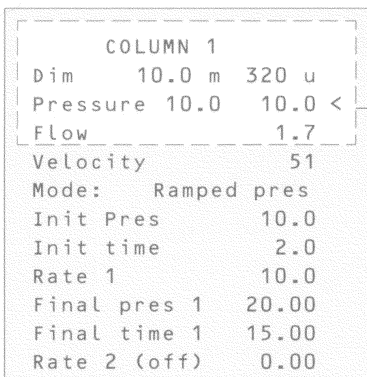 COLUMN 1
Dim 10.0 m 320 u
Pressure 10.0 10.0 <
Flow 1.7
Velocity 51
Mode: Ramped pres
Init Pres 10.0
Init time 2.0
Rate 1 10.0
Final pres 1 20.00
Final time 1 15.00
Rate 2 (off) 0.00